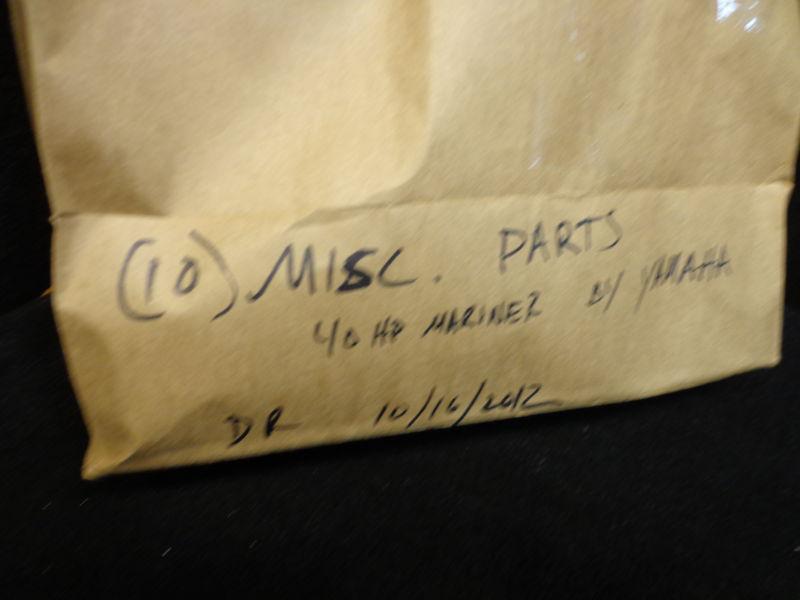 (10) MISC. PARTS
40 HP MARINER BY YAMAHA
DR 10/16/2012